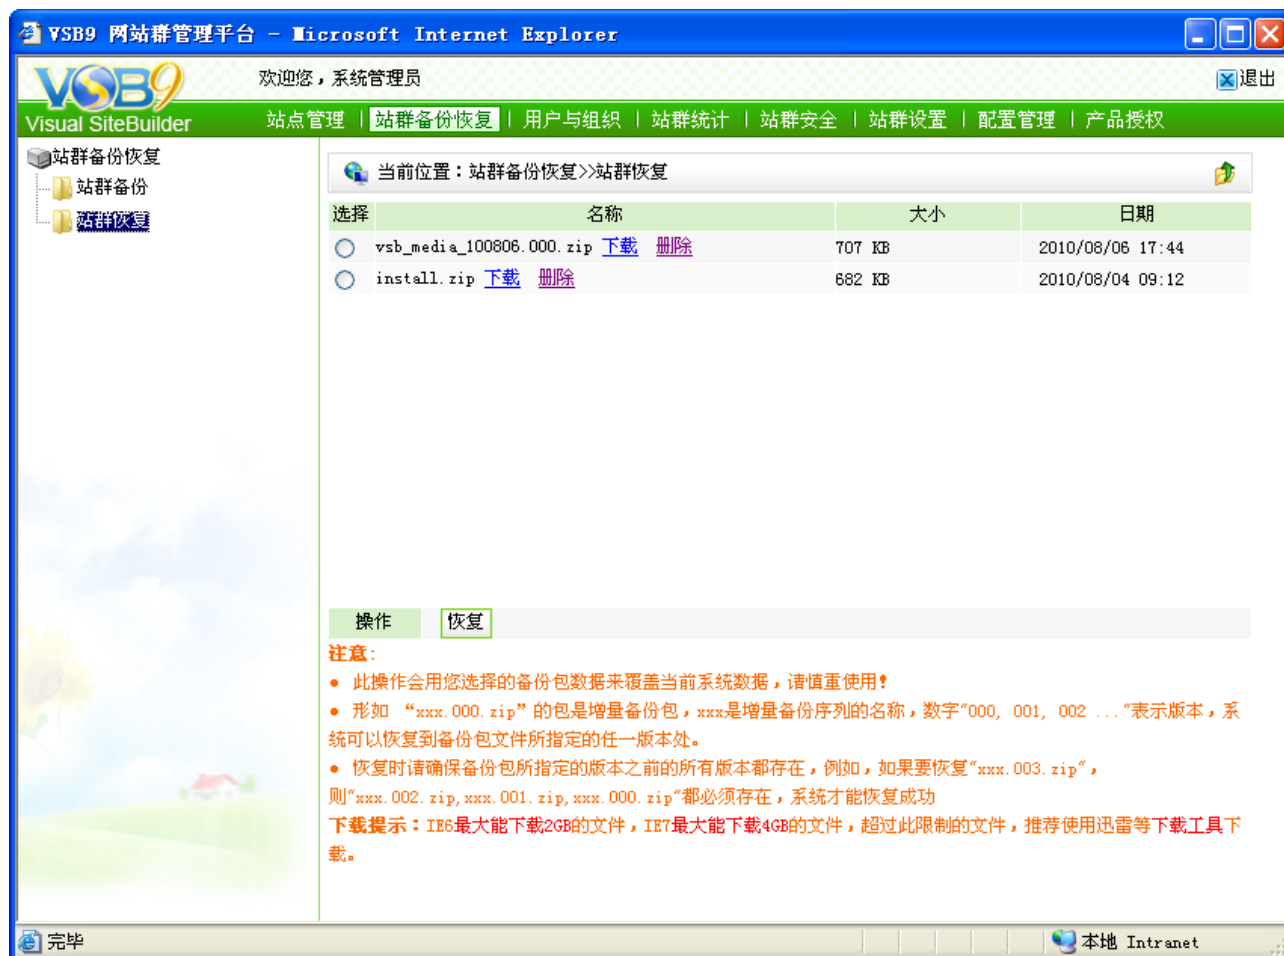 VSB9 网站群管理平台 - Microsoft Internet Explorer
VSB9
Visual SiteBuilder
欢迎您，系统管理员
退出
站点管理 | 站群备份恢复 | 用户与组织 | 站群统计 | 站群安全 | 站群设置 | 配置管理 | 产品授权
站群备份恢复
站群备份
站群恢复
当前位置：站群备份恢复>>站群恢复
选择 名称 大小 日期
vsb_media_100806.000.zip 下载 删除 707 KB 2010/08/06 17:44
install.zip 下载 删除 682 KB 2010/08/04 09:12
操作 恢复
注意:
● 此操作会用您选择的备份包数据来覆盖当前系统数据，请慎重使用！
● 形如 “xxx.000.zip”的包是增量备份包，xxx是增量备份序列的名称，数字"000, 001, 002 ..."表示版本，系
统可以恢复到备份包文件所指定的任一版本处。
● 恢复时请确保备份包所指定的版本之前的所有版本都存在，例如，如果要恢复"xxx.003.zip"，
则"xxx.002.zip,xxx.001.zip,xxx.000.zip"都必须存在，系统才能恢复成功
下载提示：IE6最大能下载2GB的文件，IE7最大能下载4GB的文件，超过此限制的文件，推荐使用迅雷等下载工具下
载。
完毕
本地 Intranet